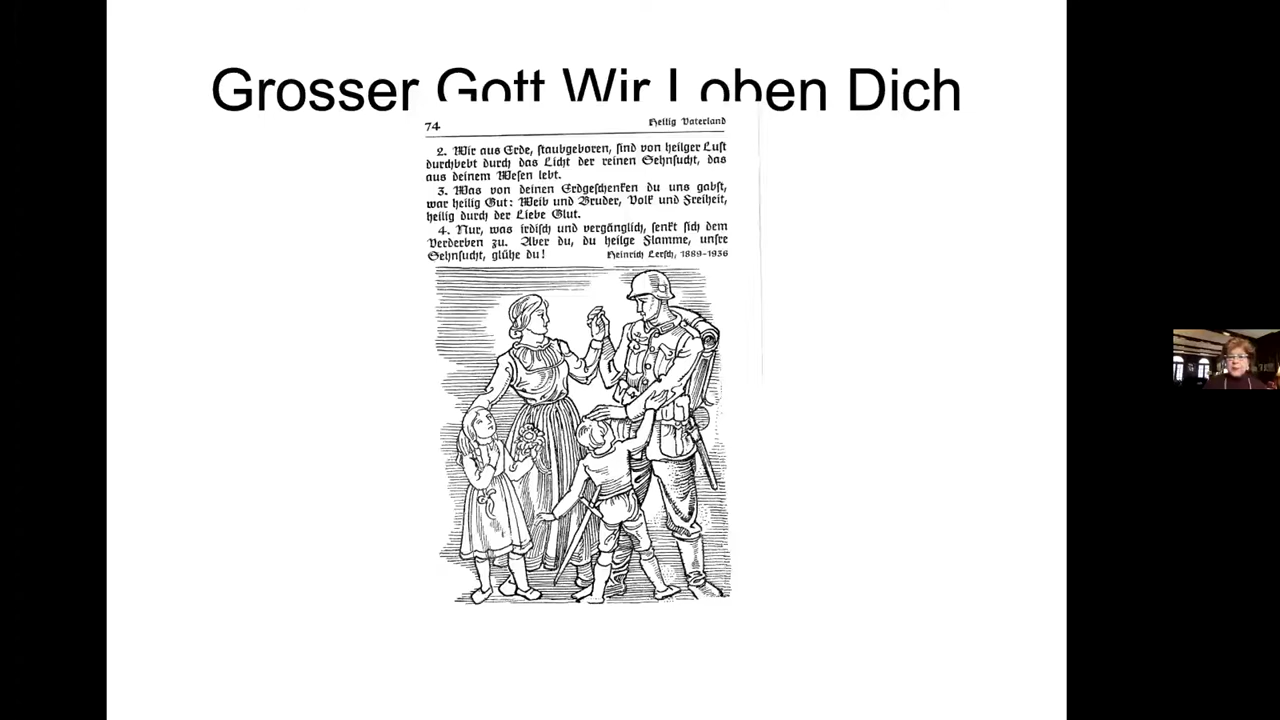 Grosser Gott Wir Loben Dich
74 Heilig Vaterland
2. Wir aus Erde, staubgeboren, sind von heilger Luft
durchbebt durch das Licht der reinen Sehnsucht, das
aus deinem Wesen lebt.
3. Was von deinen Erdgeschenken du uns gabst,
war heilig Gut: Weib und Bruder, Volk und Freiheit,
heilig durch der Liebe Glut.
4. Nur, was irdisch und vergänglich, senkt sich dem
Verderben zu. Aber du, du heilge Flamme, unsre
Sehnsucht, glühe du! Heinrich Lersch, 1889-1936